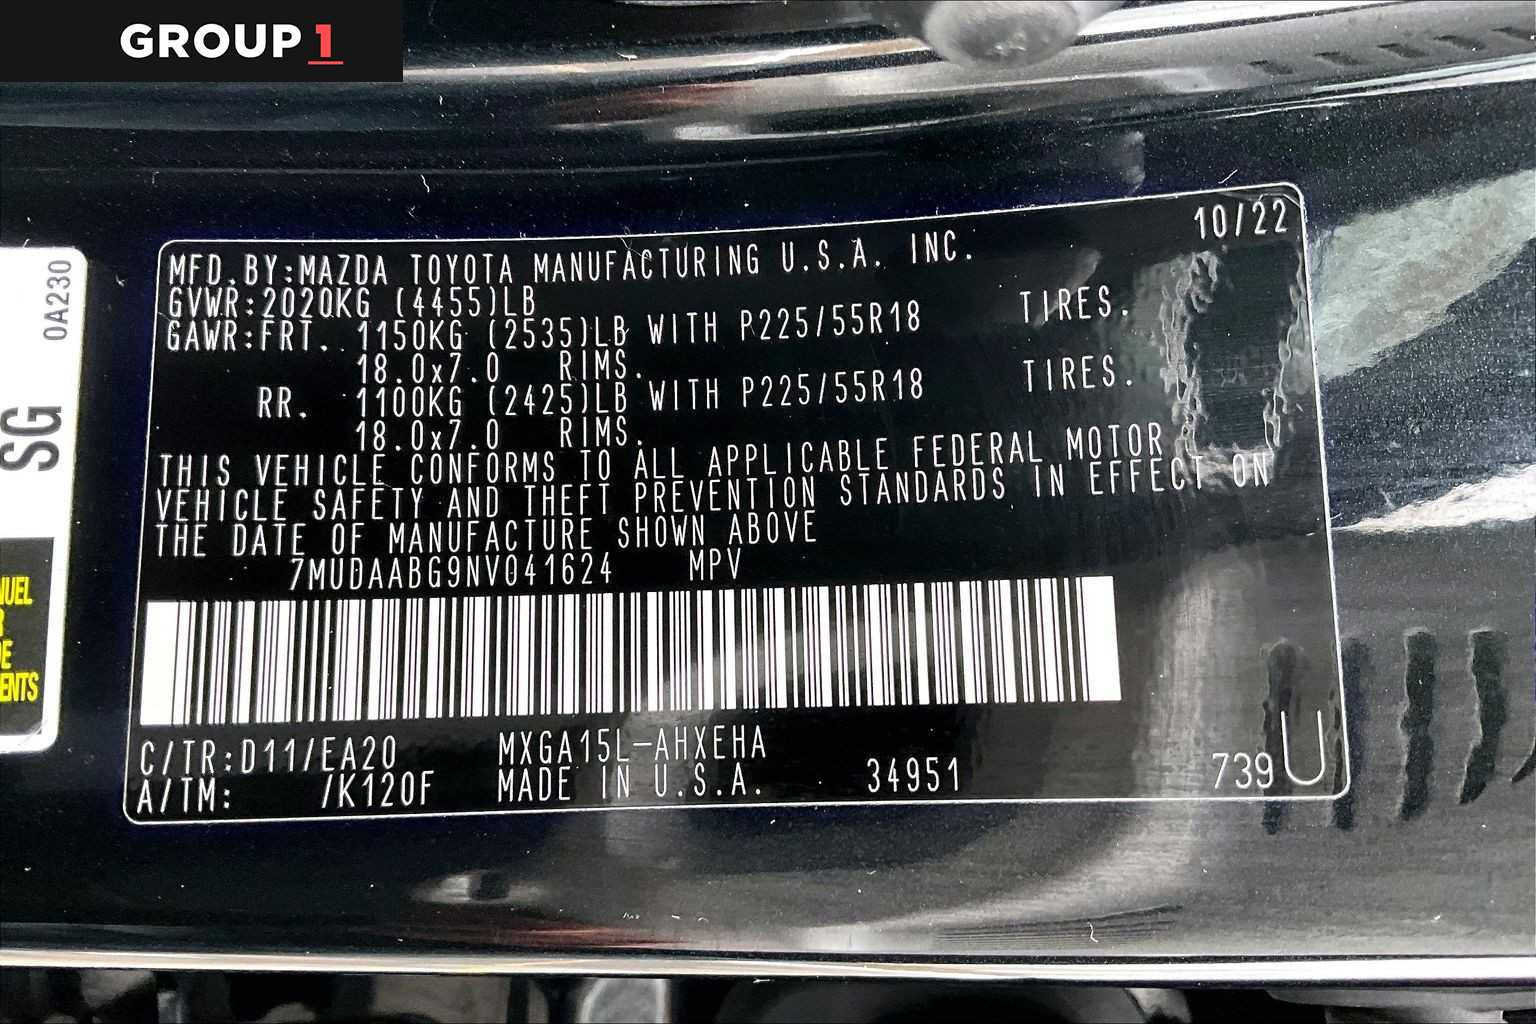 GROUP 1
10/22
MFD.BY:MAZDA TOYOTA MANUFACTURING U.S.A. INC.
GVWR:2020KG (4455)LB
GAWR:FRT. 1150KG (2535)LB WITH P225/55R18 TIRES.
18.0x7.0 RIMS.
RR. 1100KG (2425)LB WITH P225/55R18 TIRES.
18.0x7.0 RIMS.
THIS VEHICLE CONFORMS TO ALL APPLICABLE FEDERAL MOTOR
VEHICLE SAFETY AND THEFT PREVENTION STANDARDS IN EFFECT ON
THE DATE OF MANUFACTURE SHOWN ABOVE
7MUDAABG9NV041624 MPV
C/TR:D11/EA20 MXGA15L-AHXEHA
A/TM: /K120F MADE IN U.S.A. 34951 739U
0A230
SG